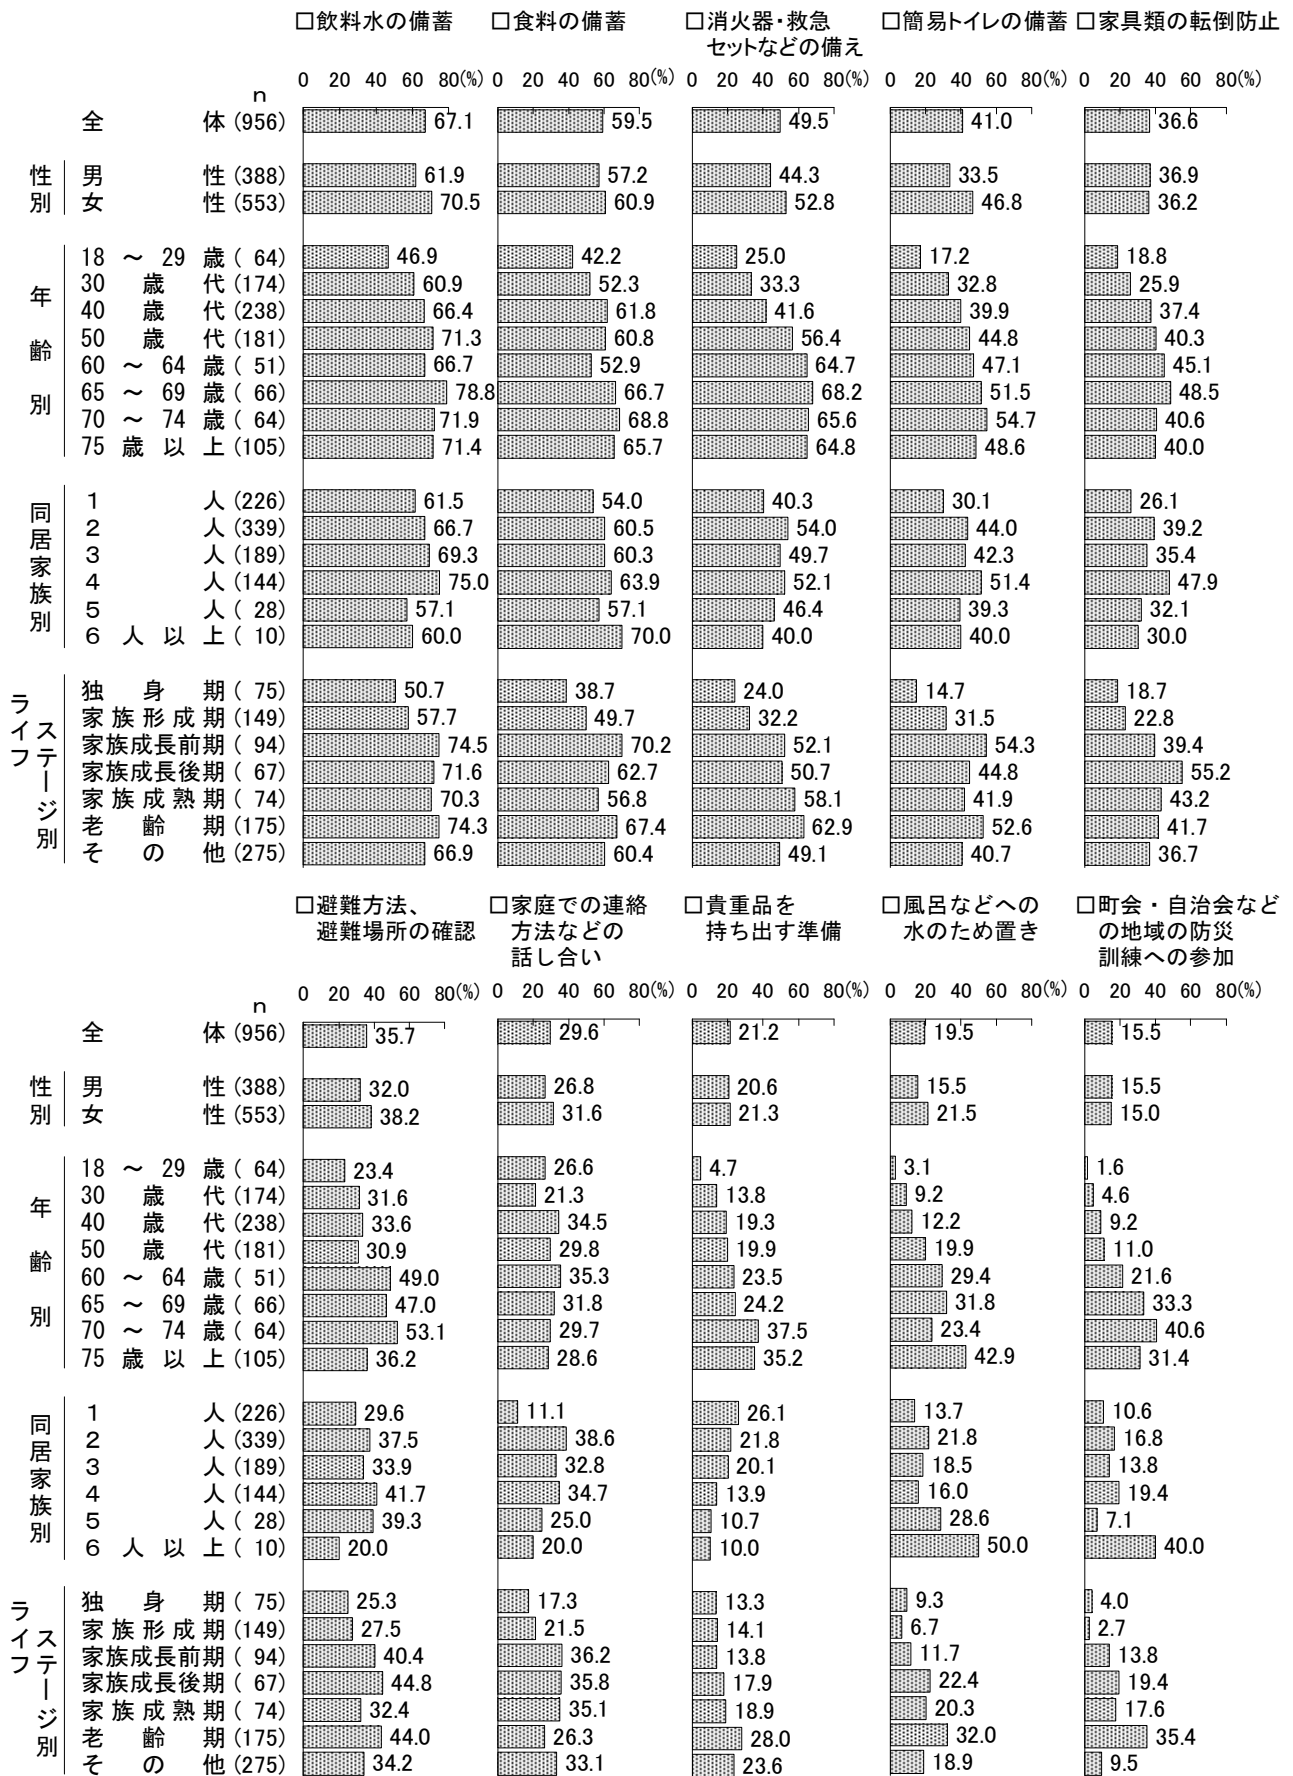 □飲料水の備蓄 □食料の備蓄 □消火器・救急 □簡易トイレの備蓄 □家具類の転倒防止
セットなどの備え
0 20 40 60 80(%) 0 20 40 60 80(%) 0 20 40 60 80(%) 0 20 40 60 80(%) 0 20 40 60 80(%)
n
全体(956) 67.1 59.5 49.5 41.0 36.6
性別
男性(388) 61.9 57.2 44.3 33.5 36.9
女性(553) 70.5 60.9 52.8 46.8 36.2
年齢別
18～29歳( 64) 46.9 42.2 25.0 17.2 18.8
30歳代(174) 60.9 52.3 33.3 32.8 25.9
40歳代(238) 66.4 61.8 41.6 39.9 37.4
50歳代(181) 71.3 60.8 56.4 44.8 40.3
60～64歳( 51) 66.7 52.9 64.7 47.1 45.1
65～69歳( 66) 78.8 66.7 68.2 51.5 48.5
70～74歳( 64) 71.9 68.8 65.6 54.7 40.6
75歳以上(105) 71.4 65.7 64.8 48.6 40.0
同居家族別
1人(226) 61.5 54.0 40.3 30.1 26.1
2人(339) 66.7 60.5 54.0 44.0 39.2
3人(189) 69.3 60.3 49.7 42.3 35.4
4人(144) 75.0 63.9 52.1 51.4 47.9
5人( 28) 57.1 57.1 46.4 39.3 32.1
6人以上( 10) 60.0 70.0 40.0 40.0 30.0
ライフステージ別
独身期( 75) 50.7 38.7 24.0 14.7 18.7
家族形成期(149) 57.7 49.7 32.2 31.5 22.8
家族成長前期( 94) 74.5 70.2 52.1 54.3 39.4
家族成長後期( 67) 71.6 62.7 50.7 44.8 55.2
家族成熟期( 74) 70.3 56.8 58.1 41.9 43.2
老齢期(175) 74.3 67.4 62.9 52.6 41.7
その他(275) 66.9 60.4 49.1 40.7 36.7
□避難方法、 □家庭での連絡 □貴重品を □風呂などへの □町会・自治会など
避難場所の確認 方法などの 持ち出す準備 水のため置き の地域の防災
話し合い 訓練への参加
0 20 40 60 80(%) 0 20 40 60 80(%) 0 20 40 60 80(%) 0 20 40 60 80(%) 0 20 40 60 80(%)
n
全体(956) 35.7 29.6 21.2 19.5 15.5
性別
男性(388) 32.0 26.8 20.6 15.5 15.5
女性(553) 38.2 31.6 21.3 21.5 15.0
年齢別
18～29歳( 64) 23.4 26.6 4.7 3.1 1.6
30歳代(174) 31.6 21.3 13.8 9.2 4.6
40歳代(238) 33.6 34.5 19.3 12.2 9.2
50歳代(181) 30.9 29.8 19.9 19.9 11.0
60～64歳( 51) 49.0 35.3 23.5 29.4 21.6
65～69歳( 66) 47.0 31.8 24.2 31.8 33.3
70～74歳( 64) 53.1 29.7 37.5 23.4 40.6
75歳以上(105) 36.2 28.6 35.2 42.9 31.4
同居家族別
1人(226) 29.6 11.1 26.1 13.7 10.6
2人(339) 37.5 38.6 21.8 21.8 16.8
3人(189) 33.9 32.8 20.1 18.5 13.8
4人(144) 41.7 34.7 13.9 16.0 19.4
5人( 28) 39.3 25.0 10.7 28.6 7.1
6人以上( 10) 20.0 20.0 10.0 50.0 40.0
ライフステージ別
独身期( 75) 25.3 17.3 13.3 9.3 4.0
家族形成期(149) 27.5 21.5 14.1 6.7 2.7
家族成長前期( 94) 40.4 36.2 13.8 11.7 13.8
家族成長後期( 67) 44.8 35.8 17.9 22.4 19.4
家族成熟期( 74) 32.4 35.1 18.9 20.3 17.6
老齢期(175) 44.0 26.3 28.0 32.0 35.4
その他(275) 34.2 33.1 23.6 18.9 9.5